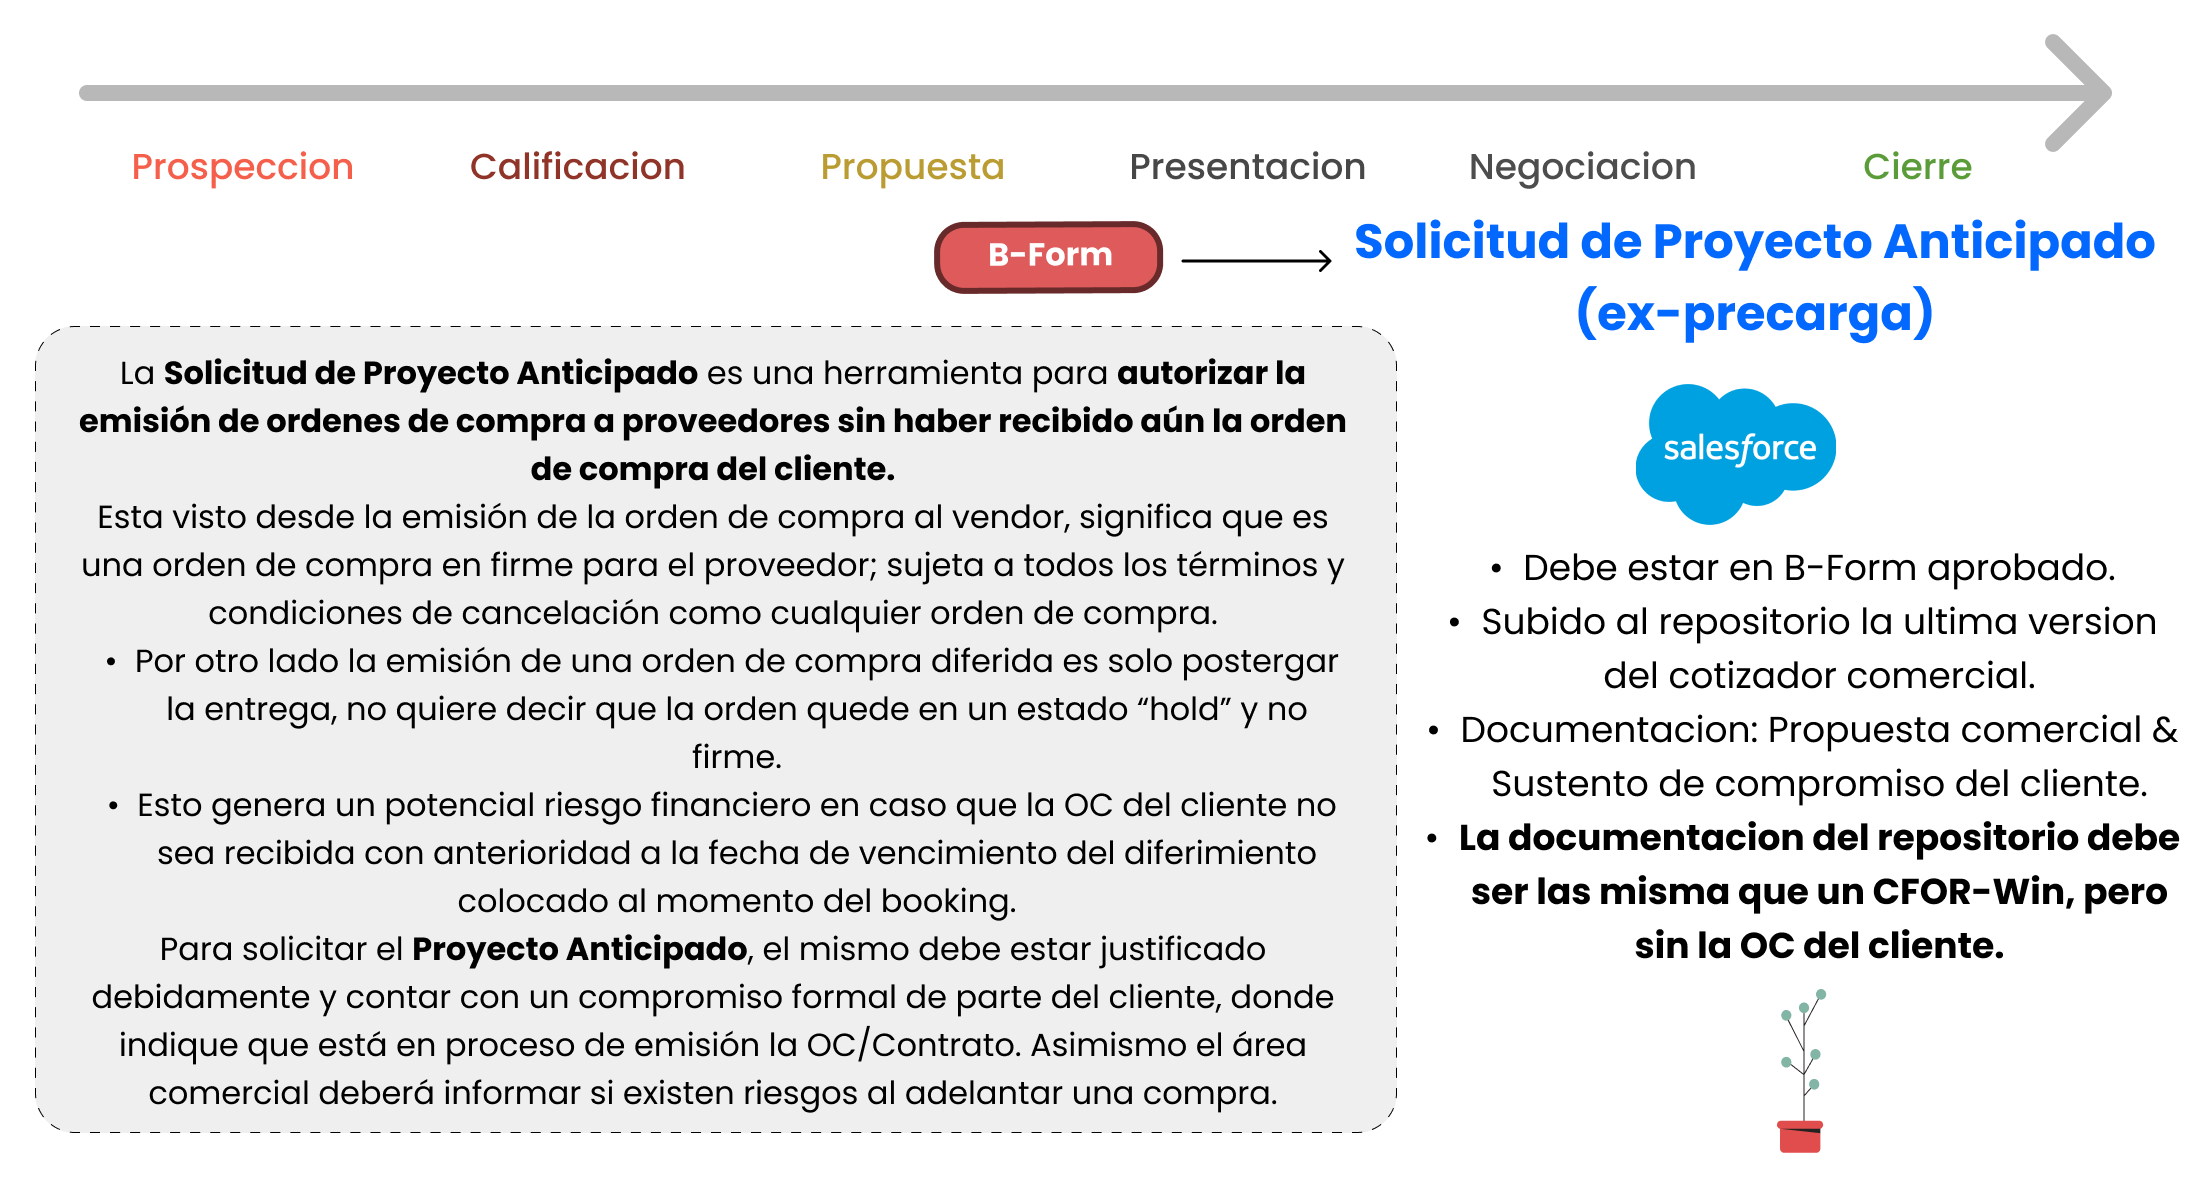 Prospeccion
Calificacion
Propuesta
Presentacion
Negociacion
Cierre
B-Form
Solicitud de Proyecto Anticipado
(ex-precarga)
La Solicitud de Proyecto Anticipado es una herramienta para autorizar la
emisión de ordenes de compra a proveedores sin haber recibido aún la orden
de compra del cliente.
Esta visto desde la emisión de la orden de compra al vendor, significa que es
una orden de compra en firme para el proveedor; sujeta a todos los términos y
condiciones de cancelación como cualquier orden de compra.
• Por otro lado la emisión de una orden de compra diferida es solo postergar
la entrega, no quiere decir que la orden quede en un estado “hold” y no
firme.
• Esto genera un potencial riesgo financiero en caso que la OC del cliente no
sea recibida con anterioridad a la fecha de vencimiento del diferimiento
colocado al momento del booking.
Para solicitar el Proyecto Anticipado, el mismo debe estar justificado
debidamente y contar con un compromiso formal de parte del cliente, donde
indique que está en proceso de emisión la OC/Contrato. Asimismo el área
comercial deberá informar si existen riesgos al adelantar una compra.
salesforce
• Debe estar en B-Form aprobado.
• Subido al repositorio la ultima version
del cotizador comercial.
• Documentacion: Propuesta comercial &
Sustento de compromiso del cliente.
• La documentacion del repositorio debe
ser las misma que un CFOR-Win, pero
sin la OC del cliente.